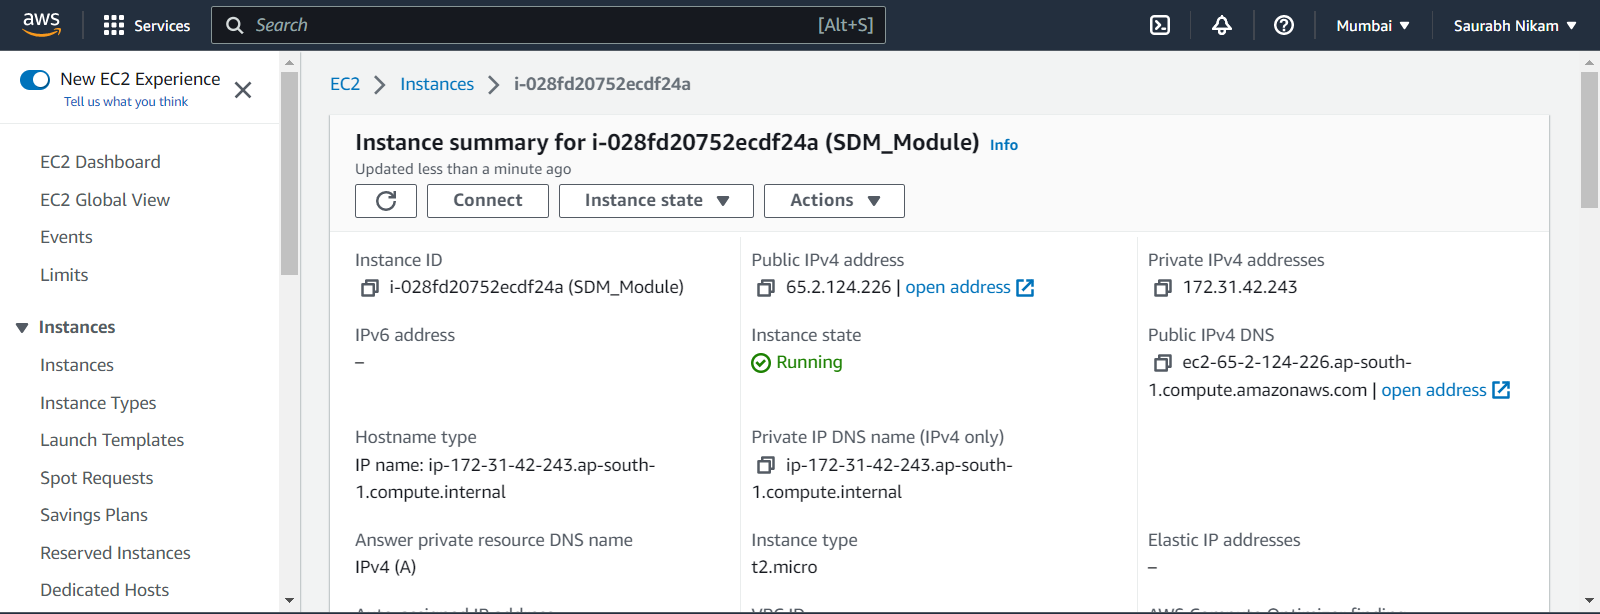 aws
Services
Search
[Alt+S]
Mumbai
Saurabh Nikam
New EC2 Experience
Tell us what you think
EC2 Dashboard
EC2 Global View
Events
Limits
Instances
Instances
Instance Types
Launch Templates
Spot Requests
Savings Plans
Reserved Instances
Dedicated Hosts
EC2
Instances
i-028fd20752ecdf24a
Instance summary for i-028fd20752ecdf24a (SDM_Module) Info
Updated less than a minute ago
Connect
Instance state
Actions
Instance ID
i-028fd20752ecdf24a (SDM_Module)
Public IPv4 address
65.2.124.226 | open address
Private IPv4 addresses
172.31.42.243
IPv6 address
–
Instance state
Running
Public IPv4 DNS
ec2-65-2-124-226.ap-south-
1.compute.amazonaws.com | open address
Hostname type
IP name: ip-172-31-42-243.ap-south-
1.compute.internal
Private IP DNS name (IPv4 only)
ip-172-31-42-243.ap-south-
1.compute.internal
Answer private resource DNS name
IPv4 (A)
Instance type
t2.micro
Elastic IP addresses
–